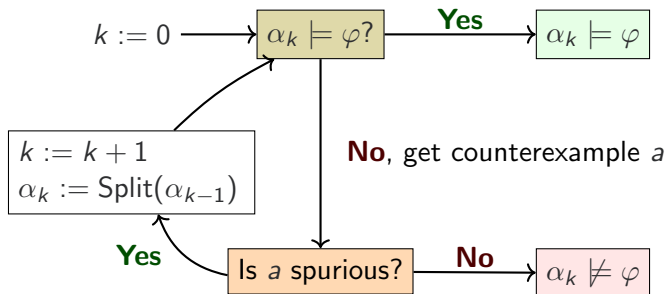 k := 0
α_k ⊨ φ?
Yes
α_k ⊨ φ
k := k + 1
α_k := Split(α_{k−1})
No, get counterexample a
Yes
Is a spurious?
No
α_k ⊭ φ